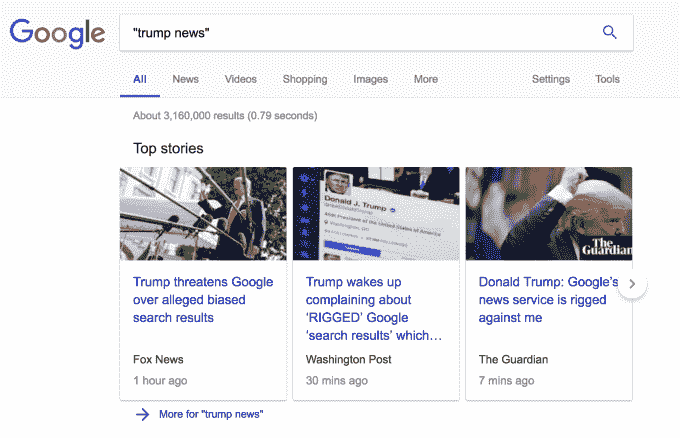 Google
"trump news"
All News Videos Shopping Images More Settings Tools
About 3,160,000 results (0.79 seconds)
Top stories
Donald J. Trump
45th President of the United States of America
Washington, DC
The
Guardian
Trump threatens Google
over alleged biased
search results
Fox News
1 hour ago
Trump wakes up
complaining about
‘RIGGED’ Google
‘search results’ which…
Washington Post
30 mins ago
Donald Trump: Google’s
news service is rigged
against me
The Guardian
7 mins ago
More for "trump news"